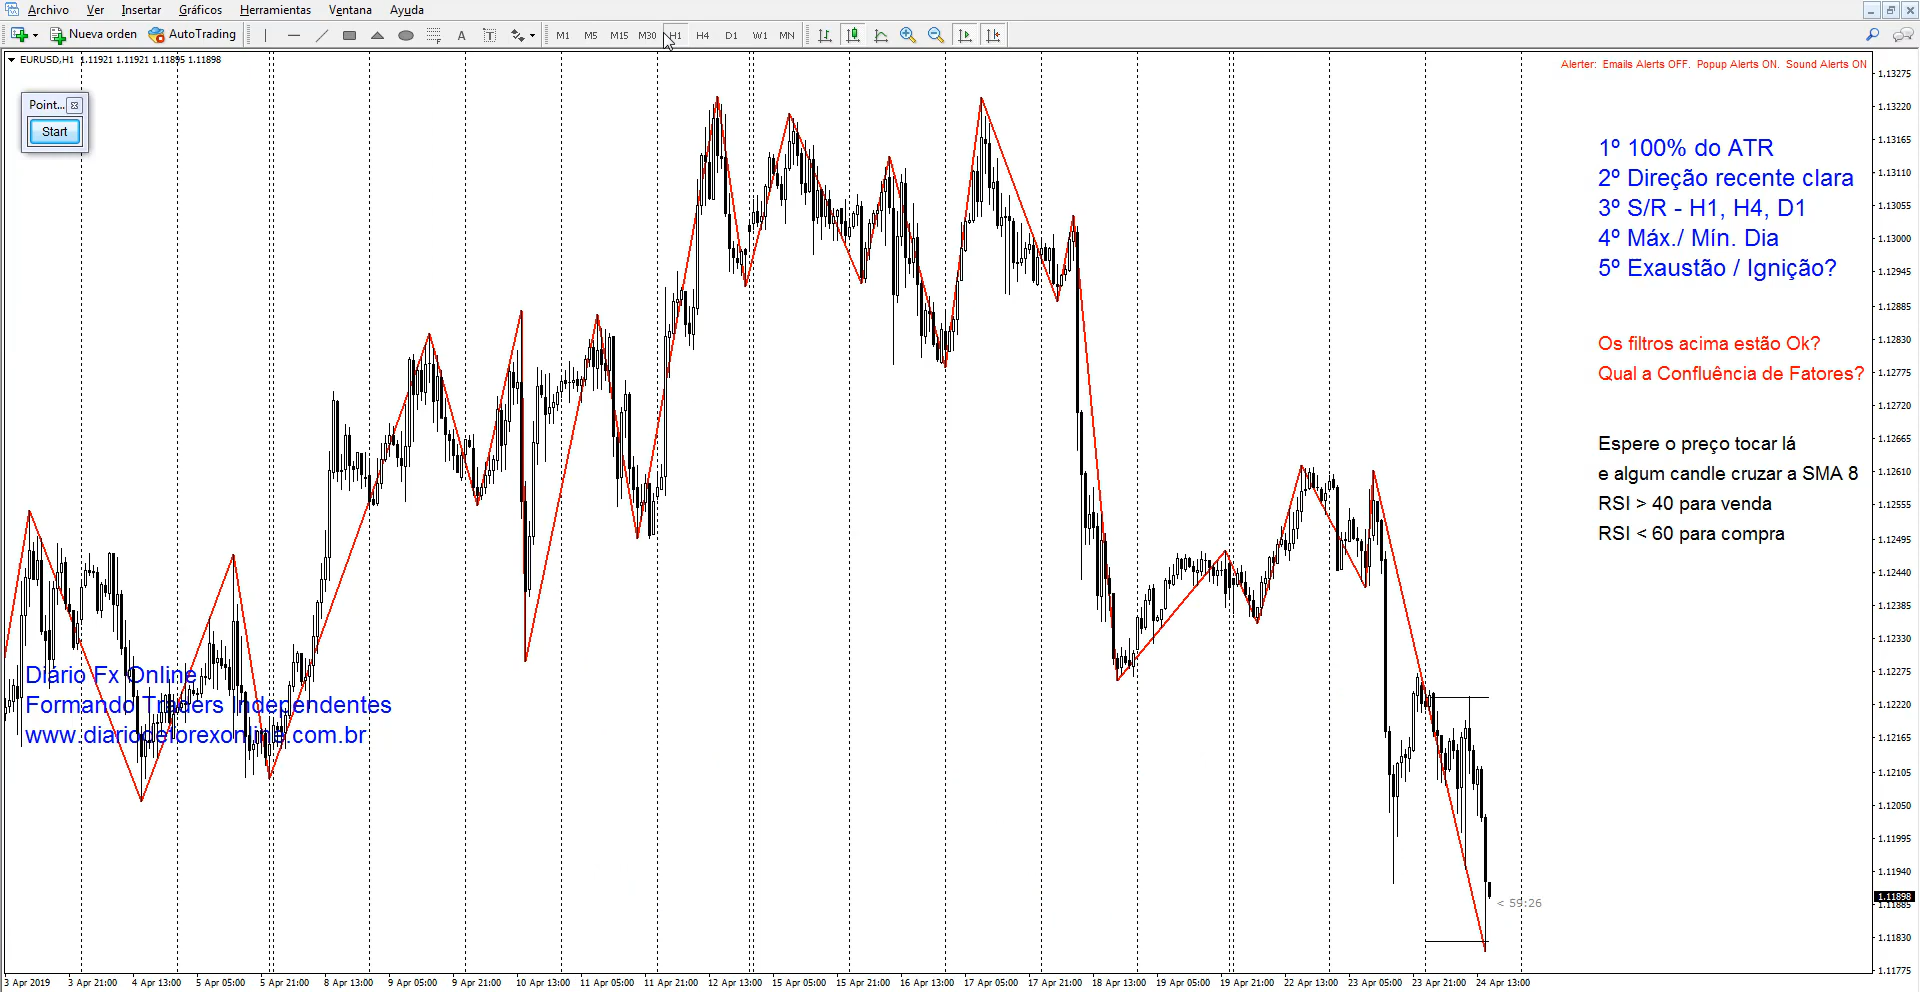 Archivo Ver Insertar Gráficos Herramientas Ventana Ayuda
Nueva orden AutoTrading A T M1 M5 M15 M30 H1 H4 D1 W1 MN
EURUSD,H1 1.11921 1.11921 1.11895 1.11898
Alerter: Emails Alerts OFF. Popup Alerts ON. Sound Alerts ON
Point...
Start
1º 100% do ATR
2º Direção recente clara
3º S/R - H1, H4, D1
4º Máx./ Mín. Dia
5º Exaustão / Ignição?
Os filtros acima estão Ok?
Qual a Confluência de Fatores?
Espere o preço tocar lá
e algum candle cruzar a SMA 8
RSI > 40 para venda
RSI < 60 para compra
Diário Fx Online
Formando Traders Independentes
www.diariodeforexonline.com.br
< 59:26
1.13275
1.13220
1.13165
1.13110
1.13055
1.13000
1.12945
1.12885
1.12830
1.12775
1.12720
1.12665
1.12610
1.12555
1.12495
1.12440
1.12385
1.12330
1.12275
1.12220
1.12165
1.12105
1.12050
1.11995
1.11940
1.11898
1.11885
1.11830
1.11775
3 Apr 2019 3 Apr 21:00 4 Apr 13:00 5 Apr 05:00 5 Apr 21:00 8 Apr 13:00 9 Apr 05:00 9 Apr 21:00 10 Apr 13:00 11 Apr 05:00 11 Apr 21:00 12 Apr 13:00 15 Apr 05:00 15 Apr 21:00 16 Apr 13:00 17 Apr 05:00 17 Apr 21:00 18 Apr 13:00 19 Apr 05:00 19 Apr 21:00 22 Apr 13:00 23 Apr 05:00 23 Apr 21:00 24 Apr 13:00